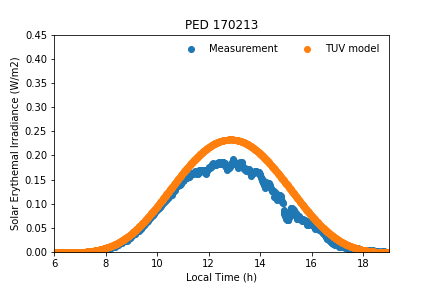 PED 170213
Measurement
TUV model
Solar Erythemal Irradiance (W/m2)
0.45
0.40
0.35
0.30
0.25
0.20
0.15
0.10
0.05
0.00
6 8 10 12 14 16 18
Local Time (h)